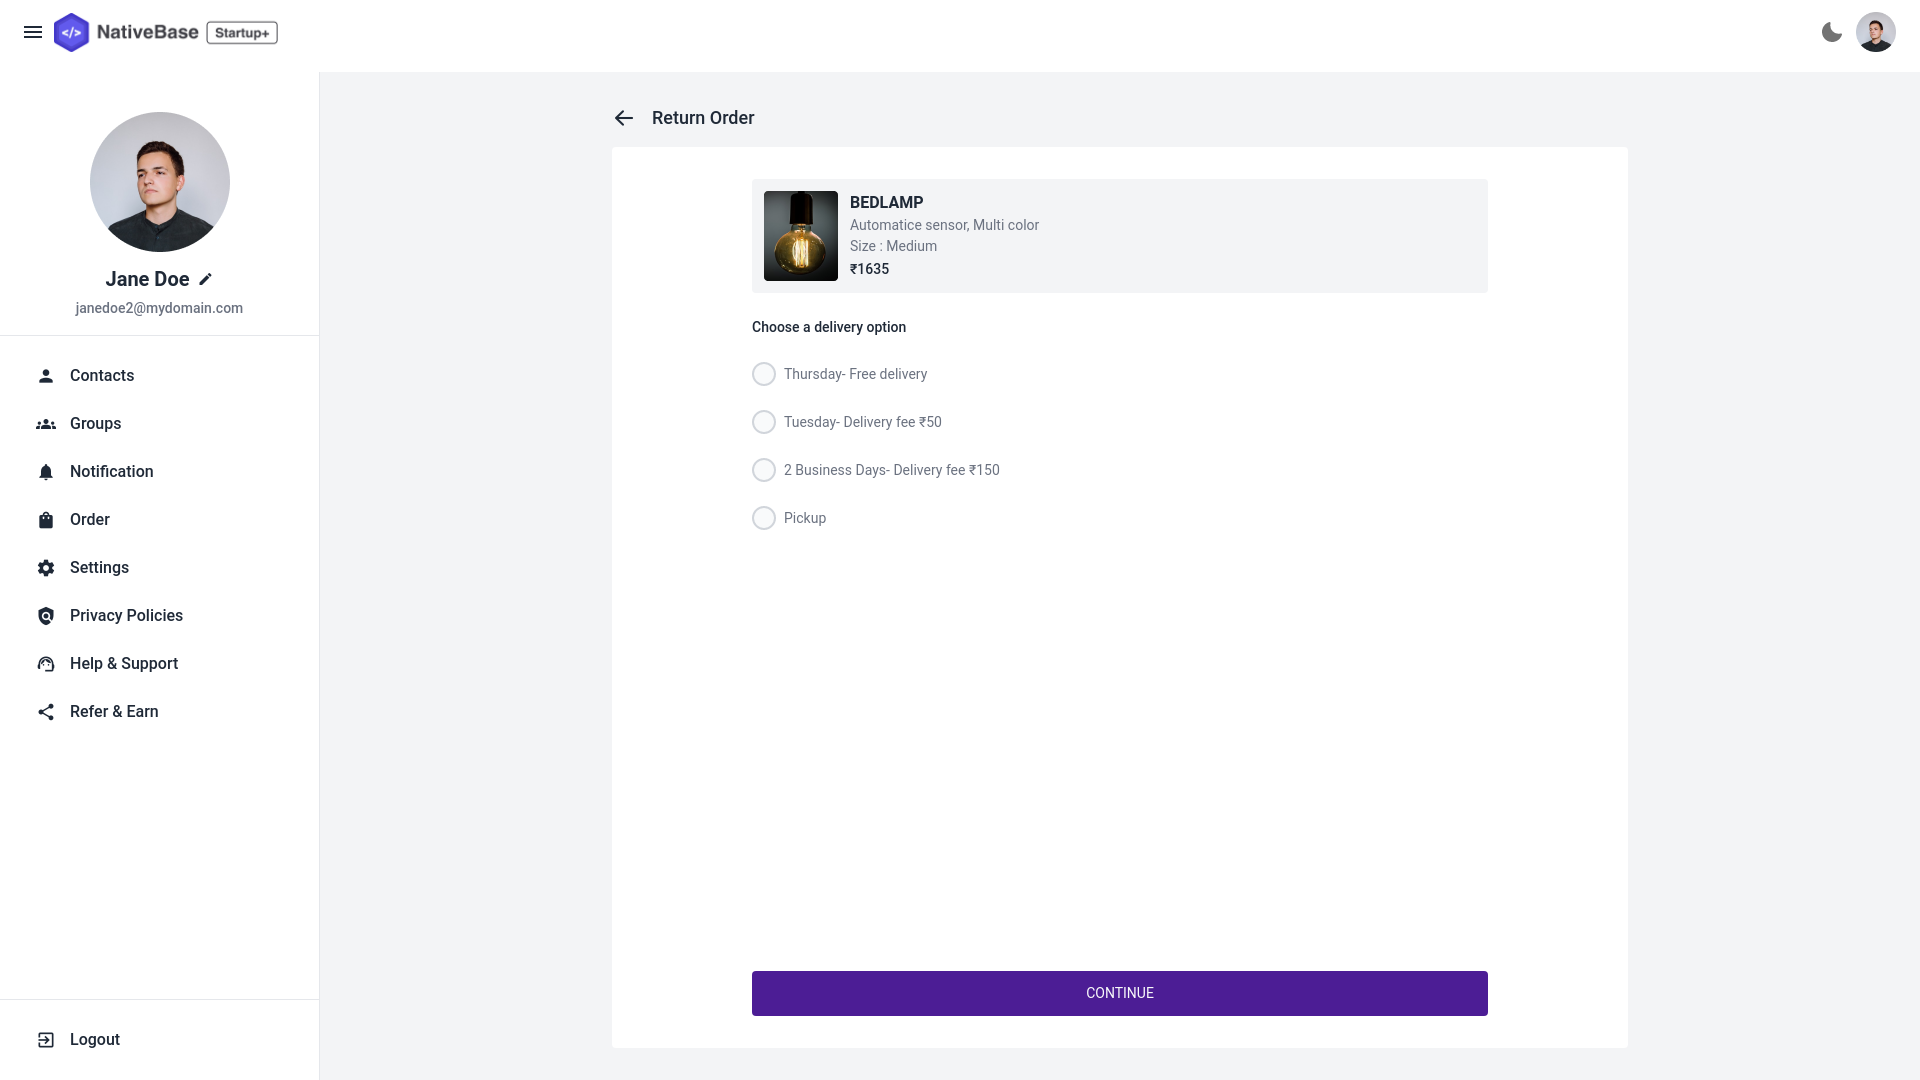 NativeBase Startup+
Jane Doe
janedoe2@mydomain.com
Contacts
Groups
Notification
Order
Settings
Privacy Policies
Help & Support
Refer & Earn
Logout
Return Order
BEDLAMP
Automatice sensor, Multi color
Size : Medium
₹1635
Choose a delivery option
Thursday- Free delivery
Tuesday- Delivery fee ₹50
2 Business Days- Delivery fee ₹150
Pickup
CONTINUE